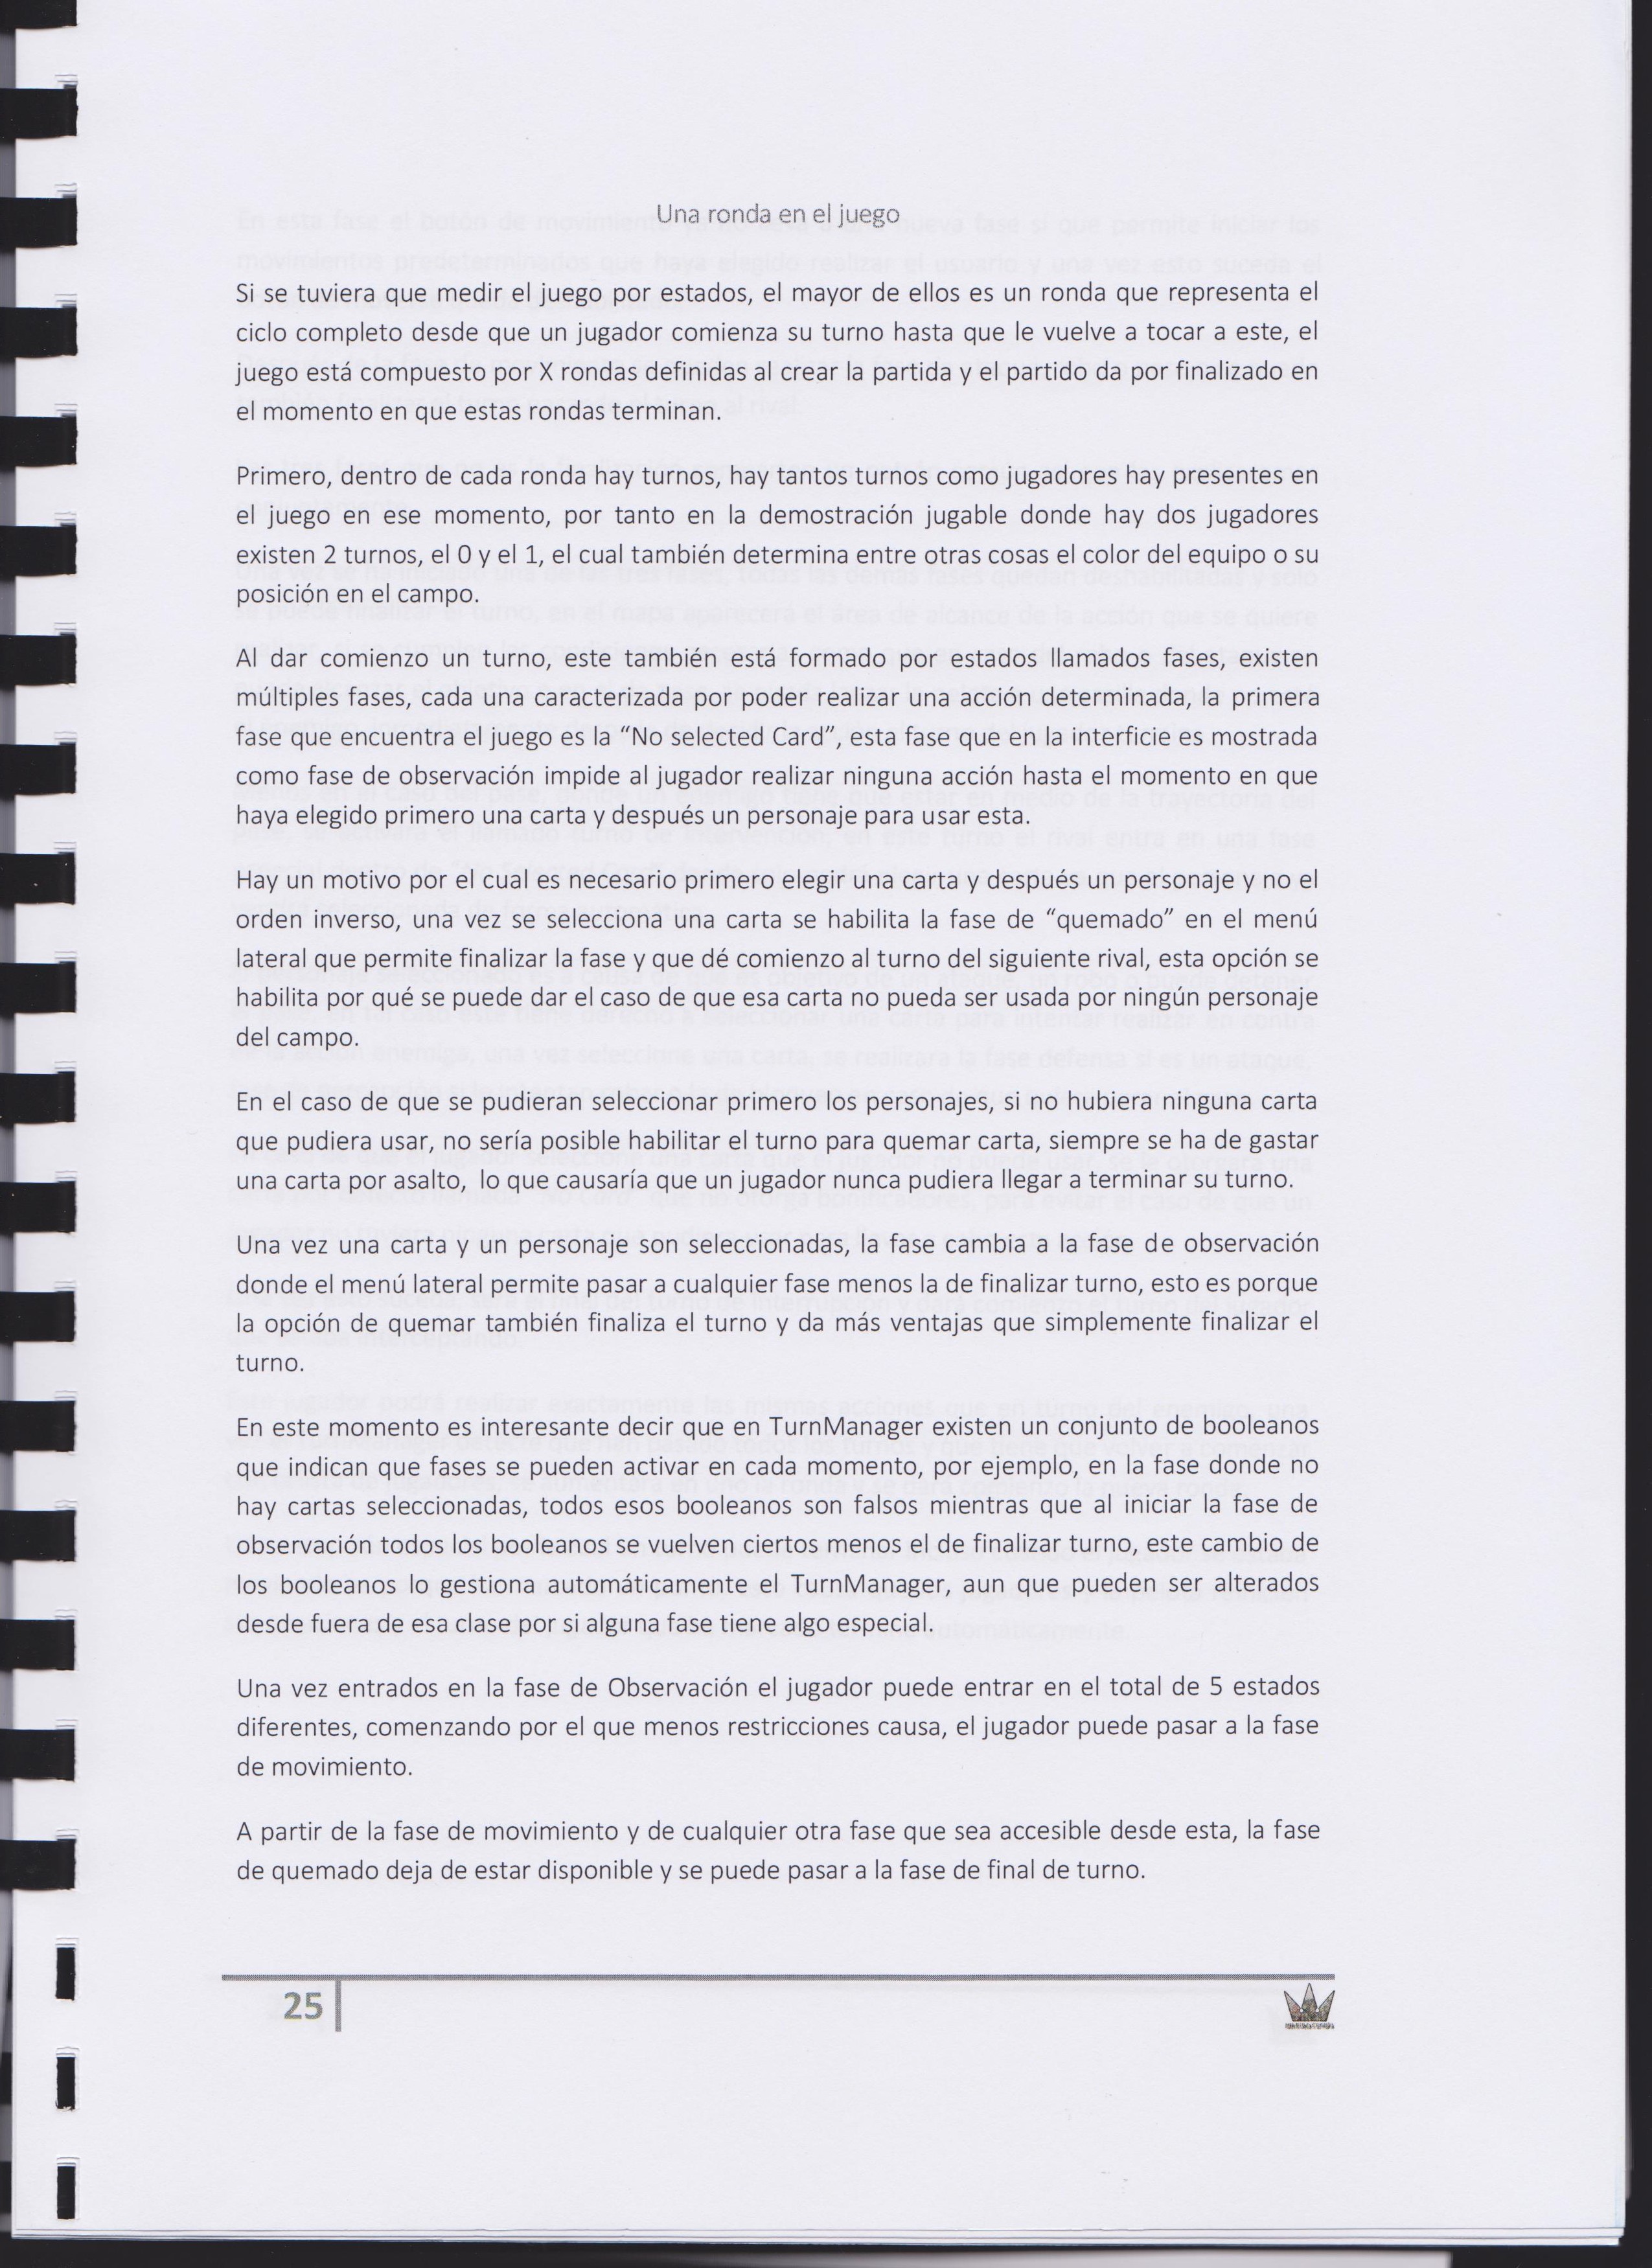 Una ronda en el juego
Si se tuviera que medir el juego por estados, el mayor de ellos es un ronda que representa el
ciclo completo desde que un jugador comienza su turno hasta que le vuelve a tocar a este, el
juego está compuesto por X rondas definidas al crear la partida y el partido da por finalizado en
el momento en que estas rondas terminan.
Primero, dentro de cada ronda hay turnos, hay tantos turnos como jugadores hay presentes en
el juego en ese momento, por tanto en la demostración jugable donde hay dos jugadores
existen 2 turnos, el 0 y el 1, el cual también determina entre otras cosas el color del equipo o su
posición en el campo.
Al dar comienzo un turno, este también está formado por estados llamados fases, existen
múltiples fases, cada una caracterizada por poder realizar una acción determinada, la primera
fase que encuentra el juego es la “No selected Card”, esta fase que en la interficie es mostrada
como fase de observación impide al jugador realizar ninguna acción hasta el momento en que
haya elegido primero una carta y después un personaje para usar esta.
Hay un motivo por el cual es necesario primero elegir una carta y después un personaje y no el
orden inverso, una vez se selecciona una carta se habilita la fase de “quemado” en el menú
lateral que permite finalizar la fase y que dé comienzo al turno del siguiente rival, esta opción se
habilita por qué se puede dar el caso de que esa carta no pueda ser usada por ningún personaje
del campo.
En el caso de que se pudieran seleccionar primero los personajes, si no hubiera ninguna carta
que pudiera usar, no sería posible habilitar el turno para quemar carta, siempre se ha de gastar
una carta por asalto, lo que causaría que un jugador nunca pudiera llegar a terminar su turno.
Una vez una carta y un personaje son seleccionadas, la fase cambia a la fase de observación
donde el menú lateral permite pasar a cualquier fase menos la de finalizar turno, esto es porque
la opción de quemar también finaliza el turno y da más ventajas que simplemente finalizar el
turno.
En este momento es interesante decir que en TurnManager existen un conjunto de booleanos
que indican que fases se pueden activar en cada momento, por ejemplo, en la fase donde no
hay cartas seleccionadas, todos esos booleanos son falsos mientras que al iniciar la fase de
observación todos los booleanos se vuelven ciertos menos el de finalizar turno, este cambio de
los booleanos lo gestiona automáticamente el TurnManager, aun que pueden ser alterados
desde fuera de esa clase por si alguna fase tiene algo especial.
Una vez entrados en la fase de Observación el jugador puede entrar en el total de 5 estados
diferentes, comenzando por el que menos restricciones causa, el jugador puede pasar a la fase
de movimiento.
A partir de la fase de movimiento y de cualquier otra fase que sea accesible desde esta, la fase
de quemado deja de estar disponible y se puede pasar a la fase de final de turno.
25